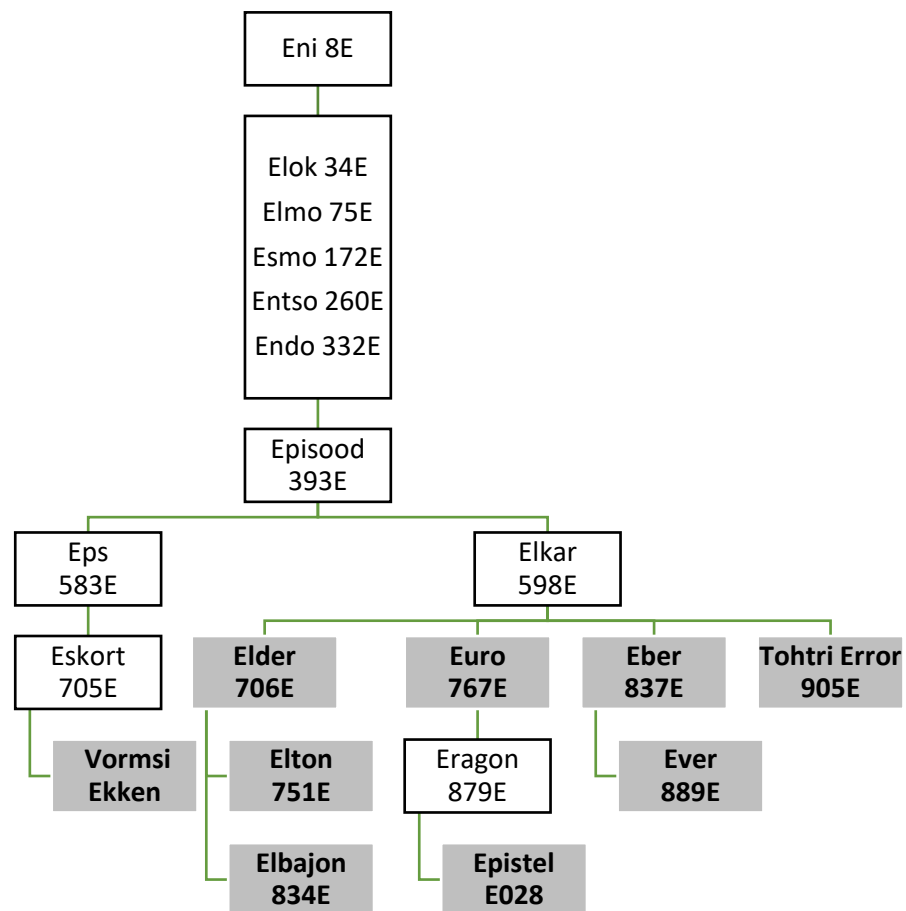 Eni 8E
Elok 34E
Elmo 75E
Esmo 172E
Entso 260E
Endo 332E
Episood
393E
Eps
583E
Elkar
598E
Eskort
705E
Elder
706E
Euro
767E
Eber
837E
Tohtri Error
905E
Vormsi
Ekken
Elton
751E
Eragon
879E
Ever
889E
Elbajon
834E
Epistel
E028